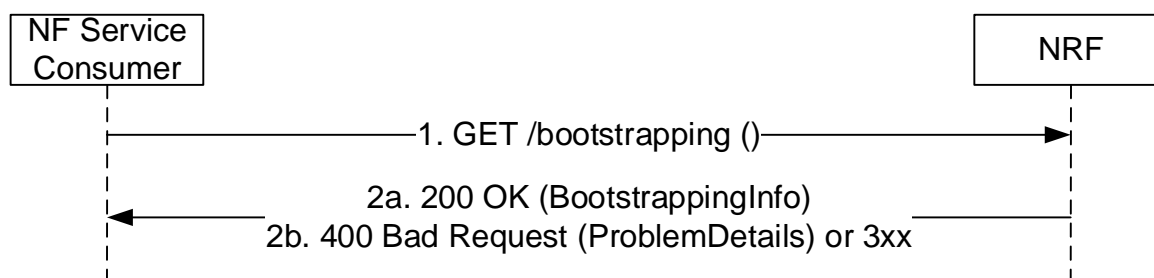 NF Service
Consumer
NRF
1. GET /bootstrapping ()
2a. 200 OK (BootstrappingInfo)
2b. 400 Bad Request (ProblemDetails) or 3xx